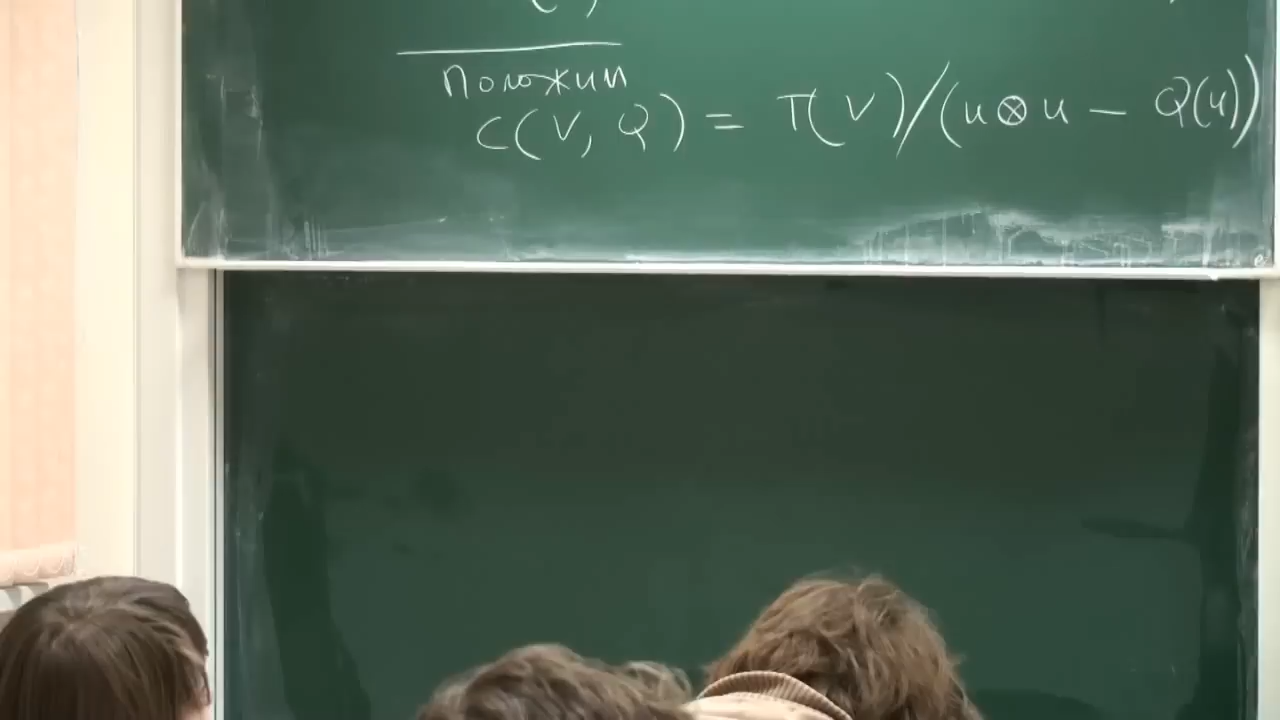 положим
C(V, Q) = T(V)/(u⊗u − Q(u))